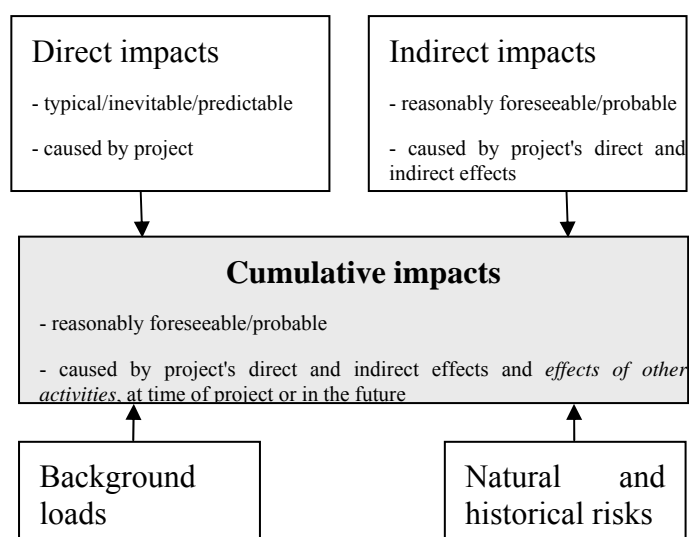 Direct impacts
- typical/inevitable/predictable
- caused by project
Indirect impacts
- reasonably foreseeable/probable
- caused by project's direct and
indirect effects
Cumulative impacts
- reasonably foreseeable/probable
- caused by project's direct and indirect effects and effects of other
activities, at time of project or in the future
Background
loads
Natural and
historical risks